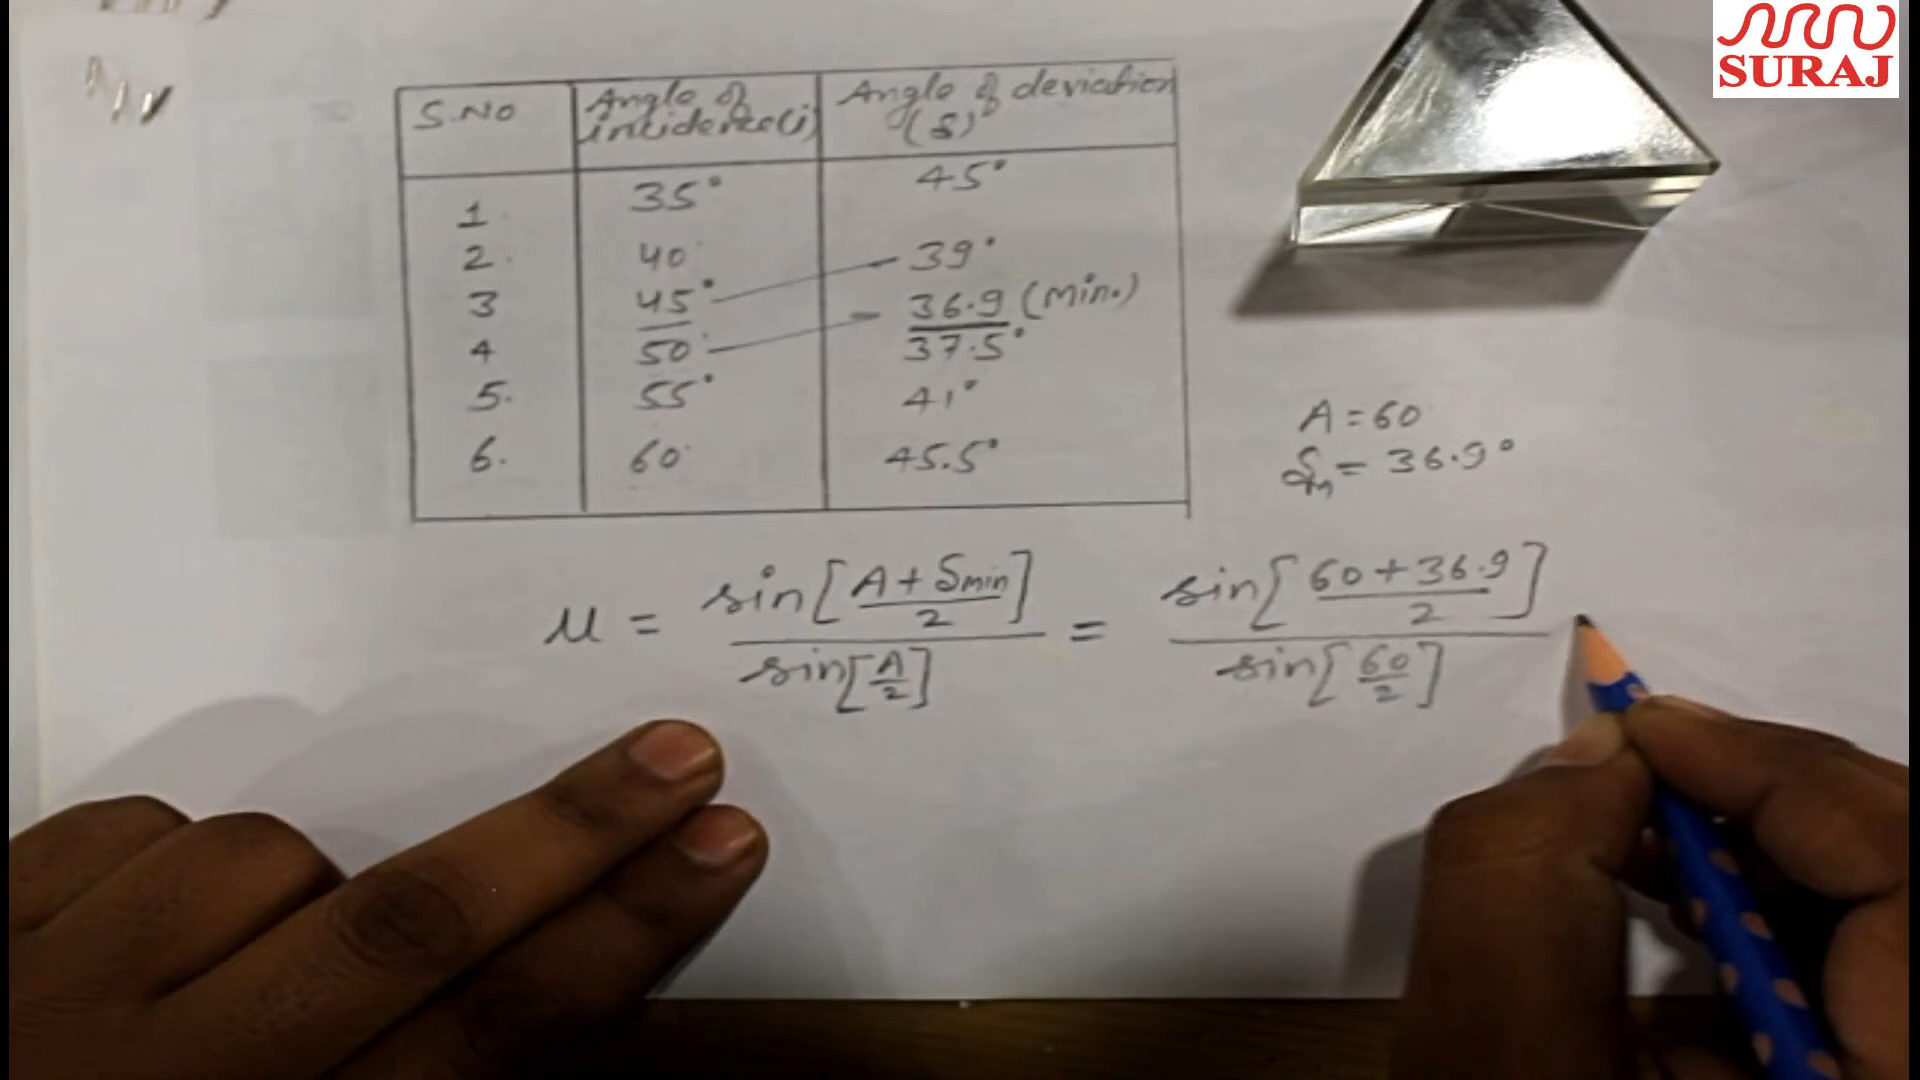 SURAJ
S.No Angle of incidence(i) Angle of deviation (δ)
1. 35° 45°
2. 40° 39°
3 45° 36.9 (Min.)
4 50° 37.5°
5. 55° 41°
6. 60° 45.5°
A = 60
δm = 36.9°
μ = sin[A+δmin/2] / sin[A/2] = sin[60+36.9/2] / sin[60/2]